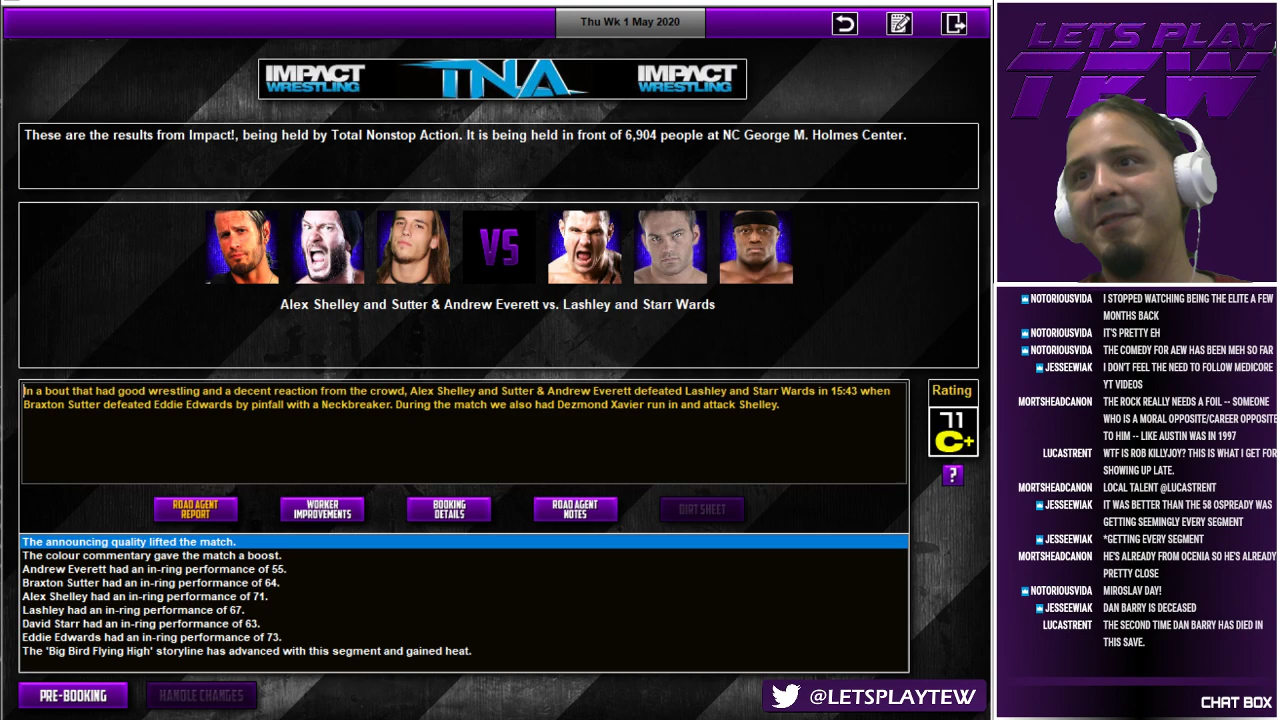 Thu Wk 1 May 2020
IMPACT WRESTLING
TNA
IMPACT WRESTLING
LETS PLAY
TEW
These are the results from Impact!, being held by Total Nonstop Action. It is being held in front of 6,904 people at NC George M. Holmes Center.
VS
Alex Shelley and Sutter & Andrew Everett vs. Lashley and Starr Wards
In a bout that had good wrestling and a decent reaction from the crowd, Alex Shelley and Sutter & Andrew Everett defeated Lashley and Starr Wards in 15:43 when
Braxton Sutter defeated Eddie Edwards by pinfall with a Neckbreaker. During the match we also had Dezmond Xavier run in and attack Shelley.
Rating
71
C+
?
ROAD AGENT REPORT
WORKER IMPROVEMENTS
BOOKING DETAILS
ROAD AGENT NOTES
DIRT SHEET
The announcing quality lifted the match.
The colour commentary gave the match a boost.
Andrew Everett had an in-ring performance of 55.
Braxton Sutter had an in-ring performance of 64.
Alex Shelley had an in-ring performance of 71.
Lashley had an in-ring performance of 67.
David Starr had an in-ring performance of 63.
Eddie Edwards had an in-ring performance of 73.
The 'Big Bird Flying High' storyline has advanced with this segment and gained heat.
PRE-BOOKING
HANDLE CHANGES
@LETSPLAYTEW
NOTORIOUSVIDA I STOPPED WATCHING BEING THE ELITE A FEW
MONTHS BACK
NOTORIOUSVIDA IT'S PRETTY EH
NOTORIOUSVIDA THE COMEDY FOR AEW HAS BEEN MEH SO FAR
JESSEEWIAK I DON'T FEEL THE NEED TO FOLLOW MEDICORE
YT VIDEOS
MORTSHEADCANON THE ROCK REALLY NEEDS A FOIL -- SOMEONE
WHO IS A MORAL OPPOSITE/CAREER OPPOSITE
TO HIM -- LIKE AUSTIN WAS IN 1997
LUCASTRENT WTF IS ROB KILLYJOY? THIS IS WHAT I GET FOR
SHOWING UP LATE.
MORTSHEADCANON LOCAL TALENT @LUCASTRENT
JESSEEWIAK IT WAS BETTER THAN THE 58 OSPREADY WAS
GETTING SEEMINGLY EVERY SEGMENT
JESSEEWIAK *GETTING EVERY SEGMENT
MORTSHEADCANON HE'S ALREADY FROM OCENIA SO HE'S ALREADY
PRETTY CLOSE
NOTORIOUSVIDA MIROSLAV DAY!
JESSEEWIAK DAN BARRY IS DECEASED
LUCASTRENT THE SECOND TIME DAN BARRY HAS DIED IN
THIS SAVE.
CHAT BOX